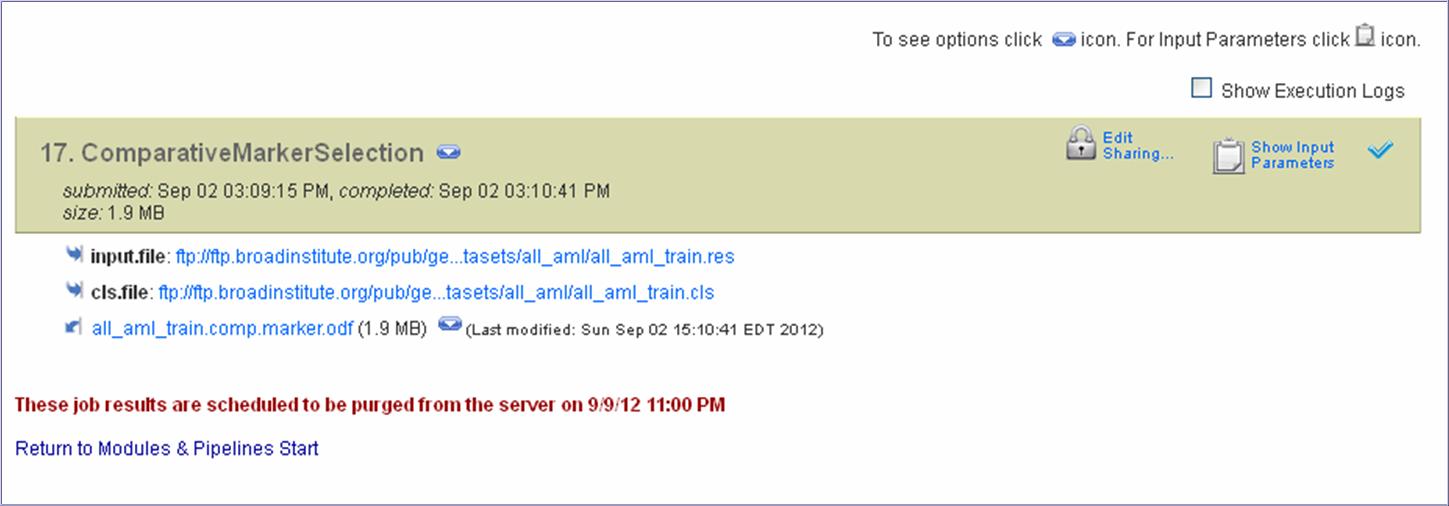 To see options click icon. For Input Parameters click icon.
Show Execution Logs
17. ComparativeMarkerSelection
Edit
Sharing...
Show Input
Parameters
submitted: Sep 02 03:09:15 PM, completed: Sep 02 03:10:41 PM
size: 1.9 MB
input.file: ftp://ftp.broadinstitute.org/pub/ge...tasets/all_aml/all_aml_train.res
cls.file: ftp://ftp.broadinstitute.org/pub/ge...tasets/all_aml/all_aml_train.cls
all_aml_train.comp.marker.odf (1.9 MB) (Last modified: Sun Sep 02 15:10:41 EDT 2012)
These job results are scheduled to be purged from the server on 9/9/12 11:00 PM
Return to Modules & Pipelines Start